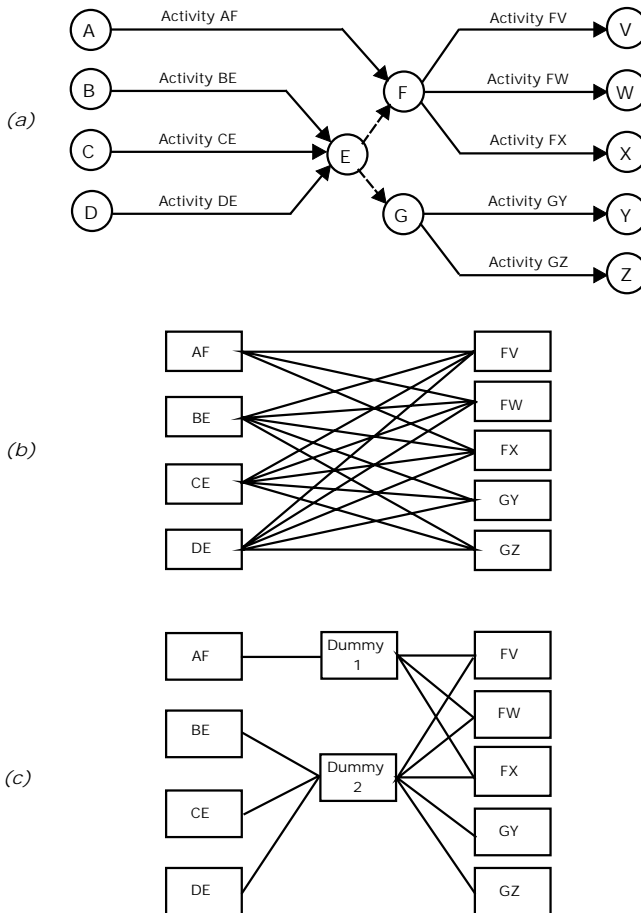 A Activity AF Activity FV V
B Activity BE F Activity FW W
(a)
C Activity CE E Activity FX X
D Activity DE G Activity GY Y
Activity GZ Z
AF FV
FW
BE
(b) FX
CE
GY
DE GZ
AF Dummy
1 FV
BE FW
(c) Dummy
2 FX
CE
GY
DE GZ